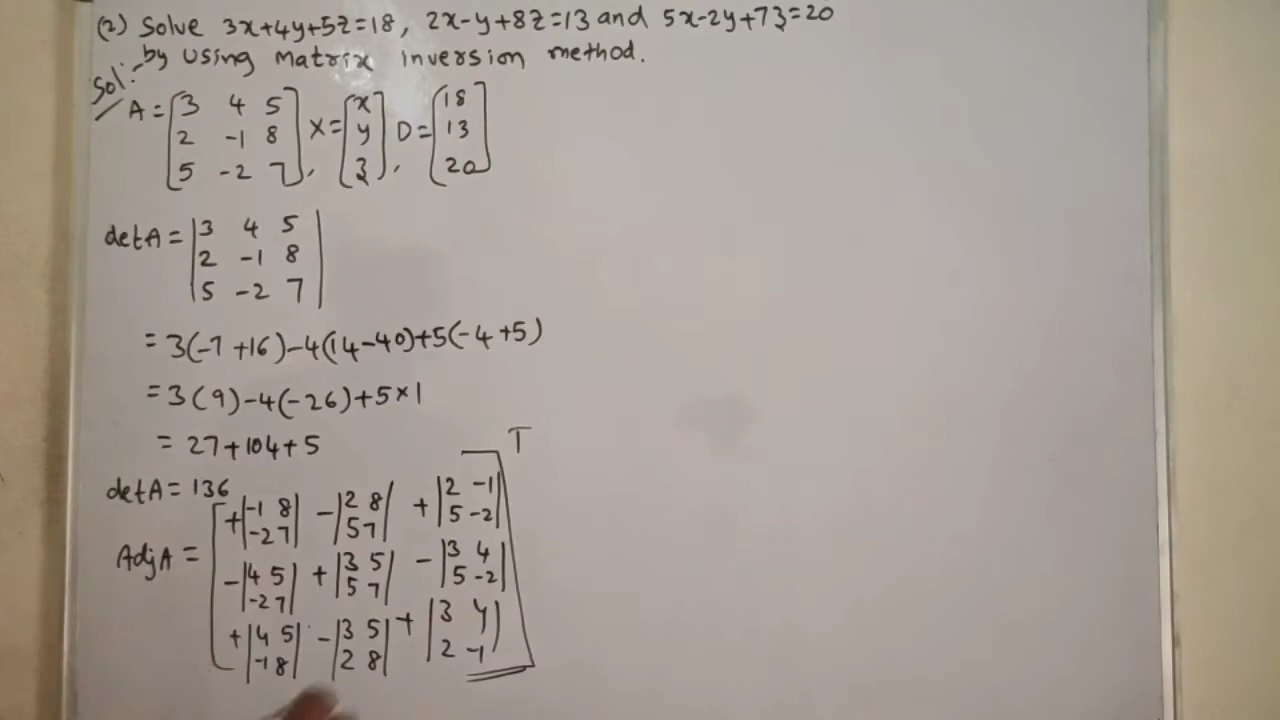 (2) Solve 3x+4y+5z=18, 2x-y+8z=13 and 5x-2y+7z=20
by using matrix inversion method.
Sol:- A = [3 4 5
2 -1 8
5 -2 7], X = [x
y
z], D = [18
13
20]
det A = |3 4 5
2 -1 8
5 -2 7|
= 3(-7+16)-4(14-40)+5(-4+5)
= 3(9)-4(-26)+5×1
= 27+104+5
det A = 136
Adj A = [+|-1 8 -2 7| -|2 8 5 7| +|2 -1 5 -2|
-|4 5 -2 7| +|3 5 5 7| -|3 4 5 -2|
+|4 5 -1 8| -|3 5 2 8| +|3 4 2 -1|] T